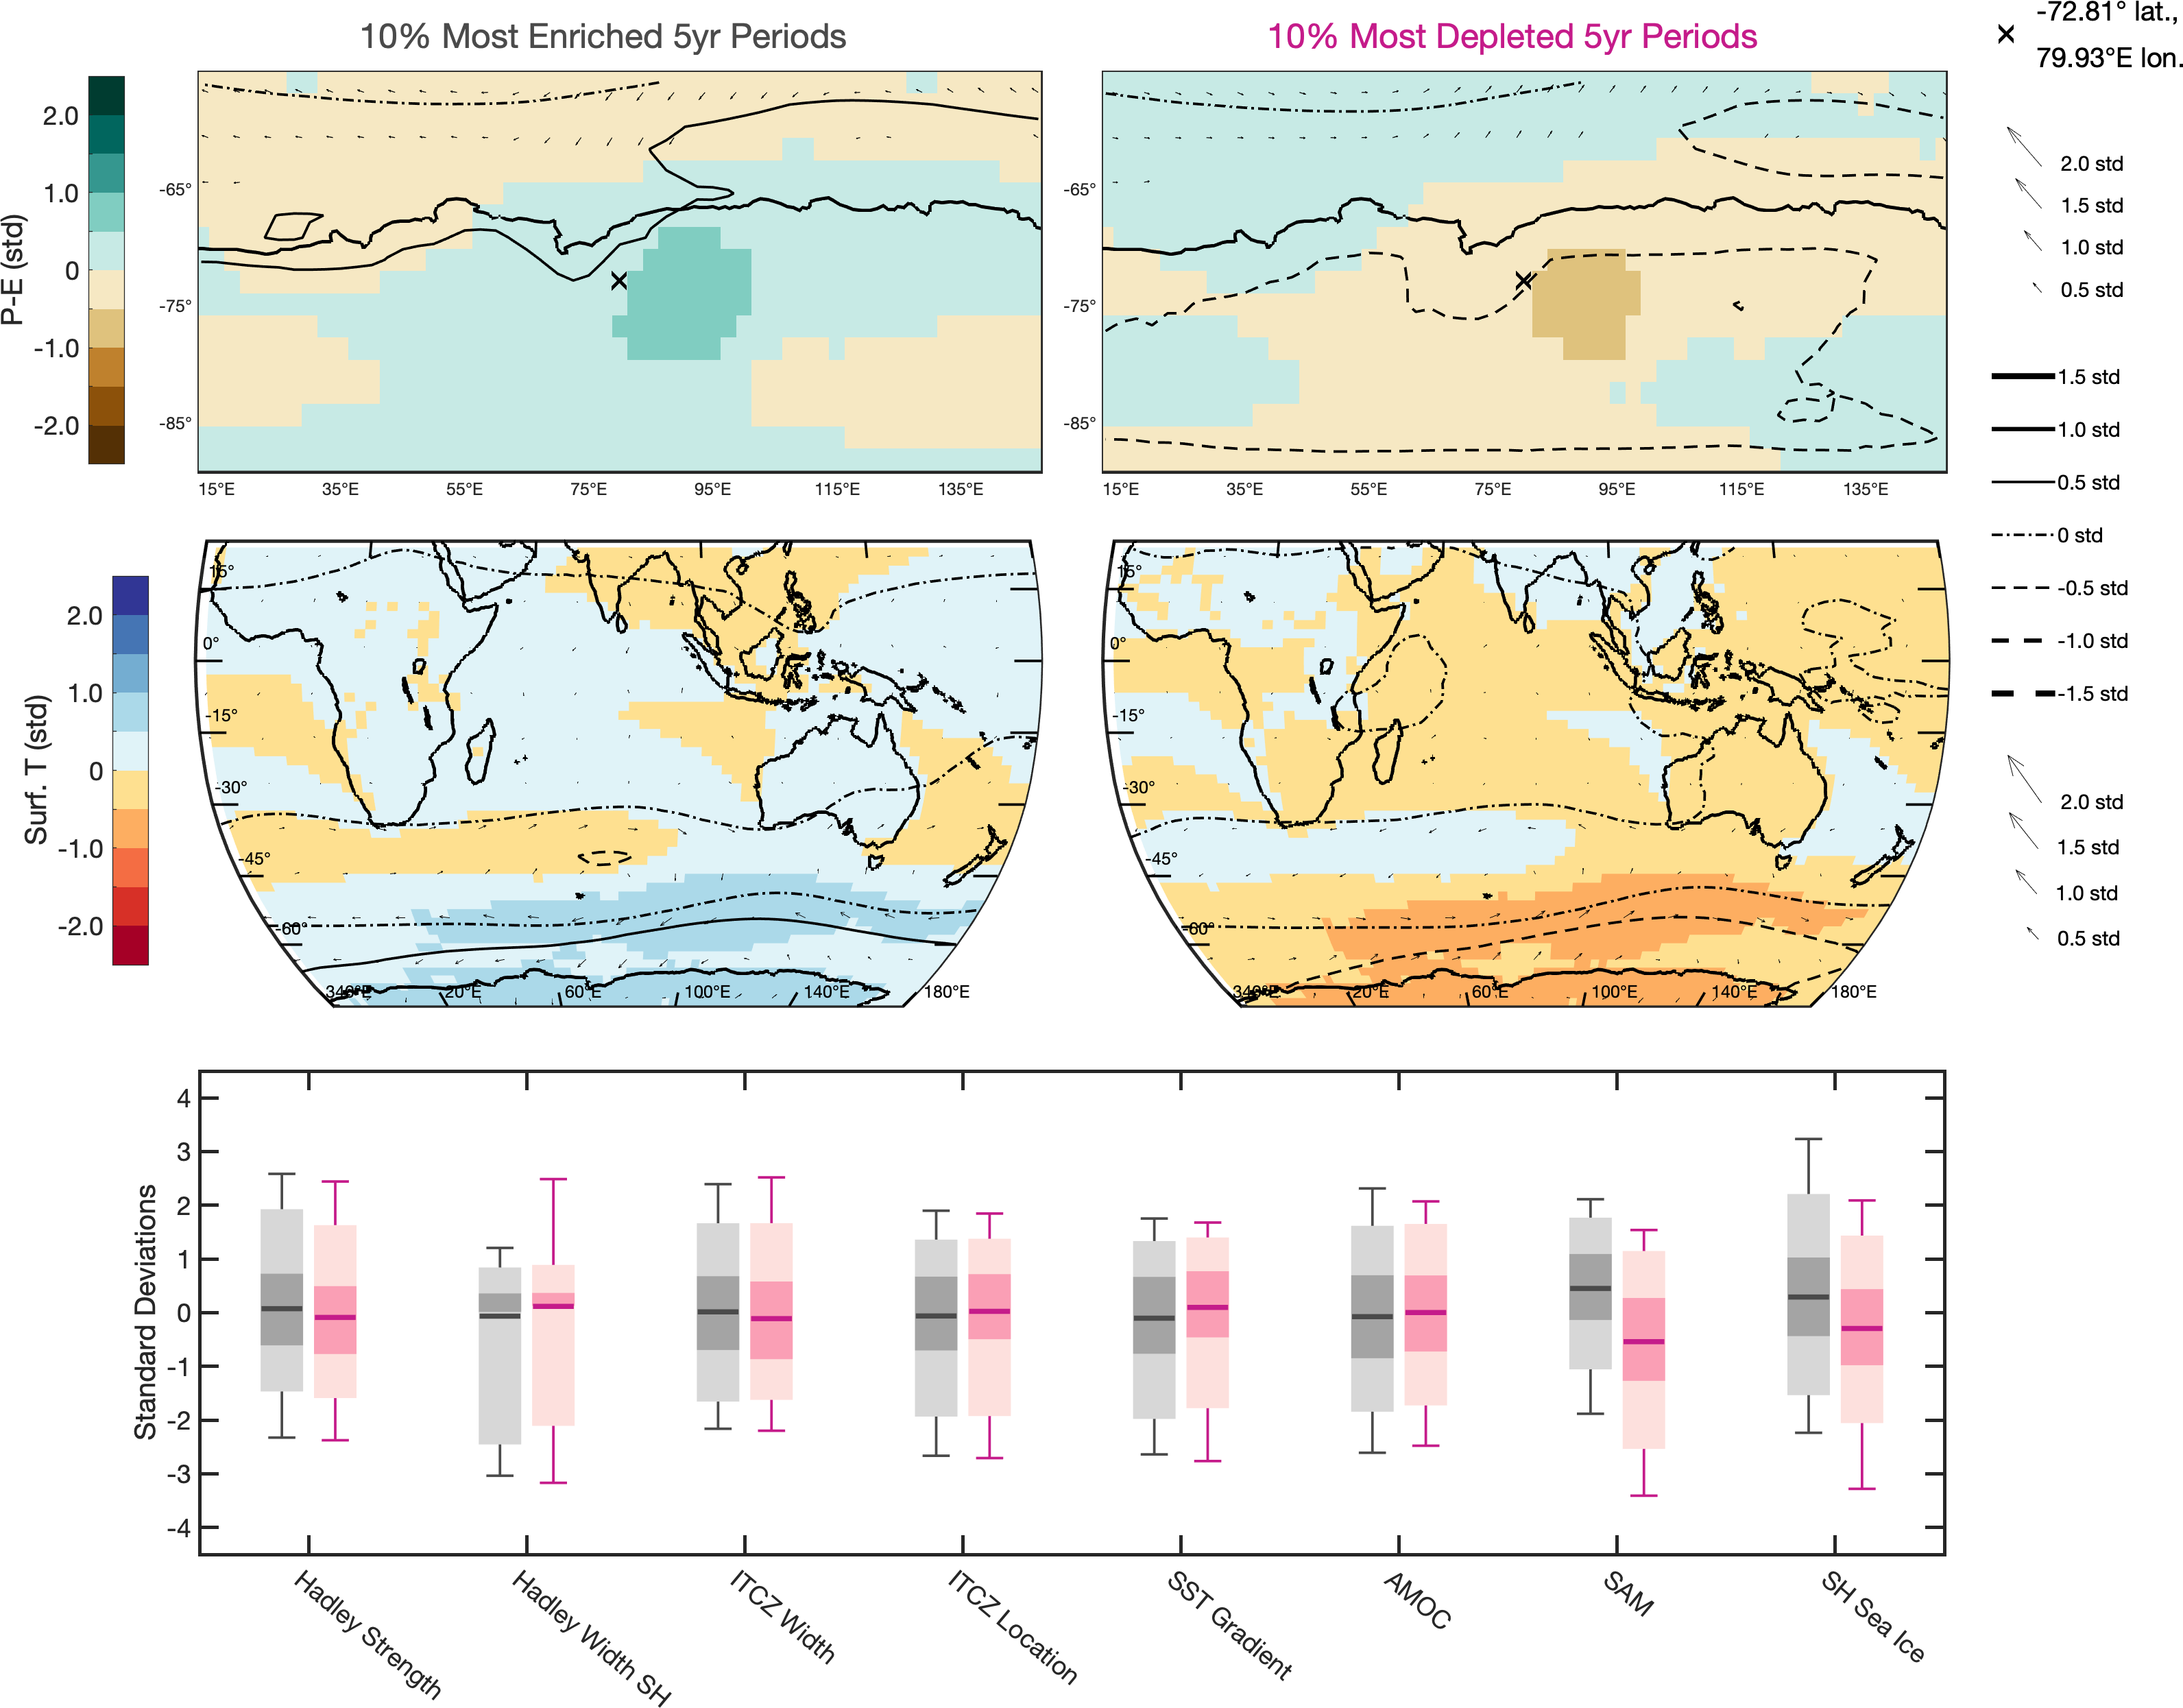 10% Most Enriched 5yr Periods
10% Most Depleted 5yr Periods
-72.81° lat.,
79.93°E lon.
P-E (std)
2.0
1.0
0
-1.0
-2.0
-65°
-75°
-85°
15°E 35°E 55°E 75°E 95°E 115°E 135°E
-65°
-75°
-85°
15°E 35°E 55°E 75°E 95°E 115°E 135°E
2.0 std
1.5 std
1.0 std
0.5 std
1.5 std
1.0 std
0.5 std
0 std
-0.5 std
-1.0 std
-1.5 std
2.0 std
1.5 std
1.0 std
0.5 std
Surf. T (std)
2.0
1.0
0
-1.0
-2.0
15°
0°
-15°
-30°
-45°
-60°
340°E 20°E 60°E 100°E 140°E 180°E
15°
0°
-15°
-30°
-45°
-60°
340°E 20°E 60°E 100°E 140°E 180°E
Standard Deviations
4
3
2
1
0
-1
-2
-3
-4
Hadley Strength
Hadley Width SH
ITCZ Width
ITCZ Location
SST Gradient
AMOC
SAM
SH Sea Ice